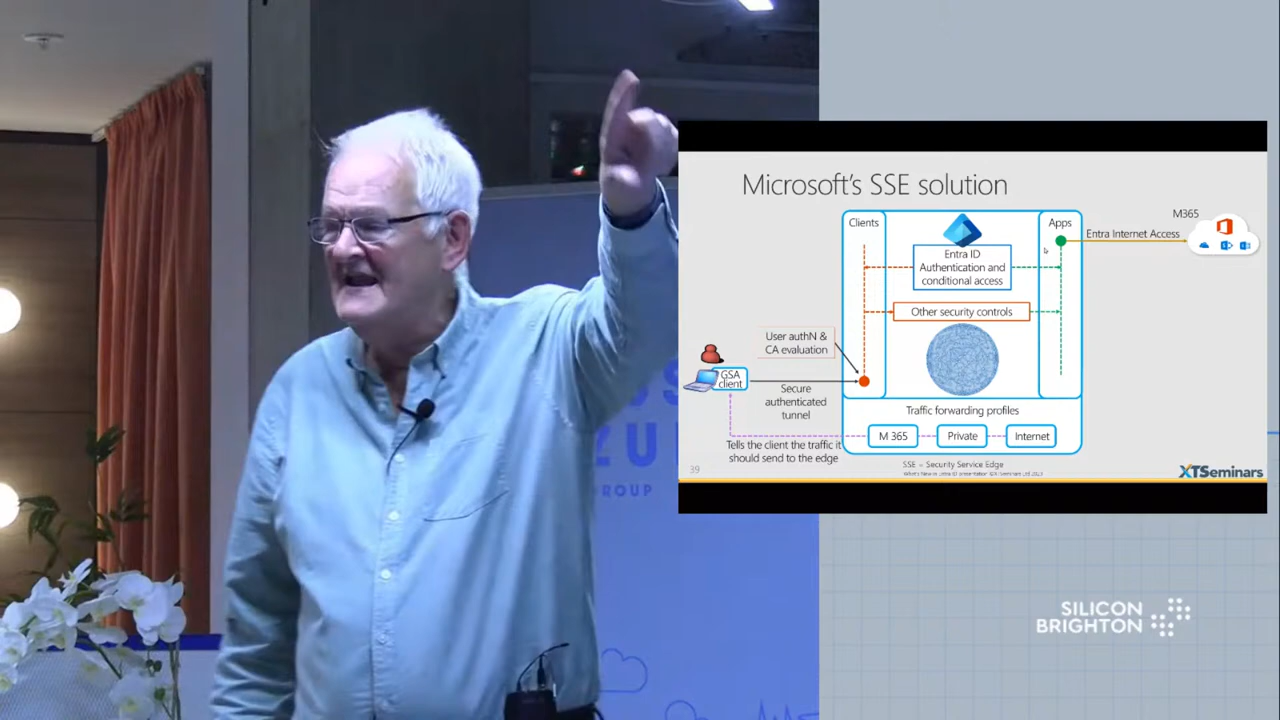 Microsoft's SSE solution
Clients
Apps
M365
Entra Internet Access
Entra ID
Authentication and
conditional access
Other security controls
User authN &
CA evaluation
GSA
client
Secure
authenticated
tunnel
Traffic forwarding profiles
M 365
Private
Internet
Tells the client the traffic it
should send to the edge
SSE = Security Service Edge
39
XTSeminars
ZU
GROUP
SILICON
BRIGHTON